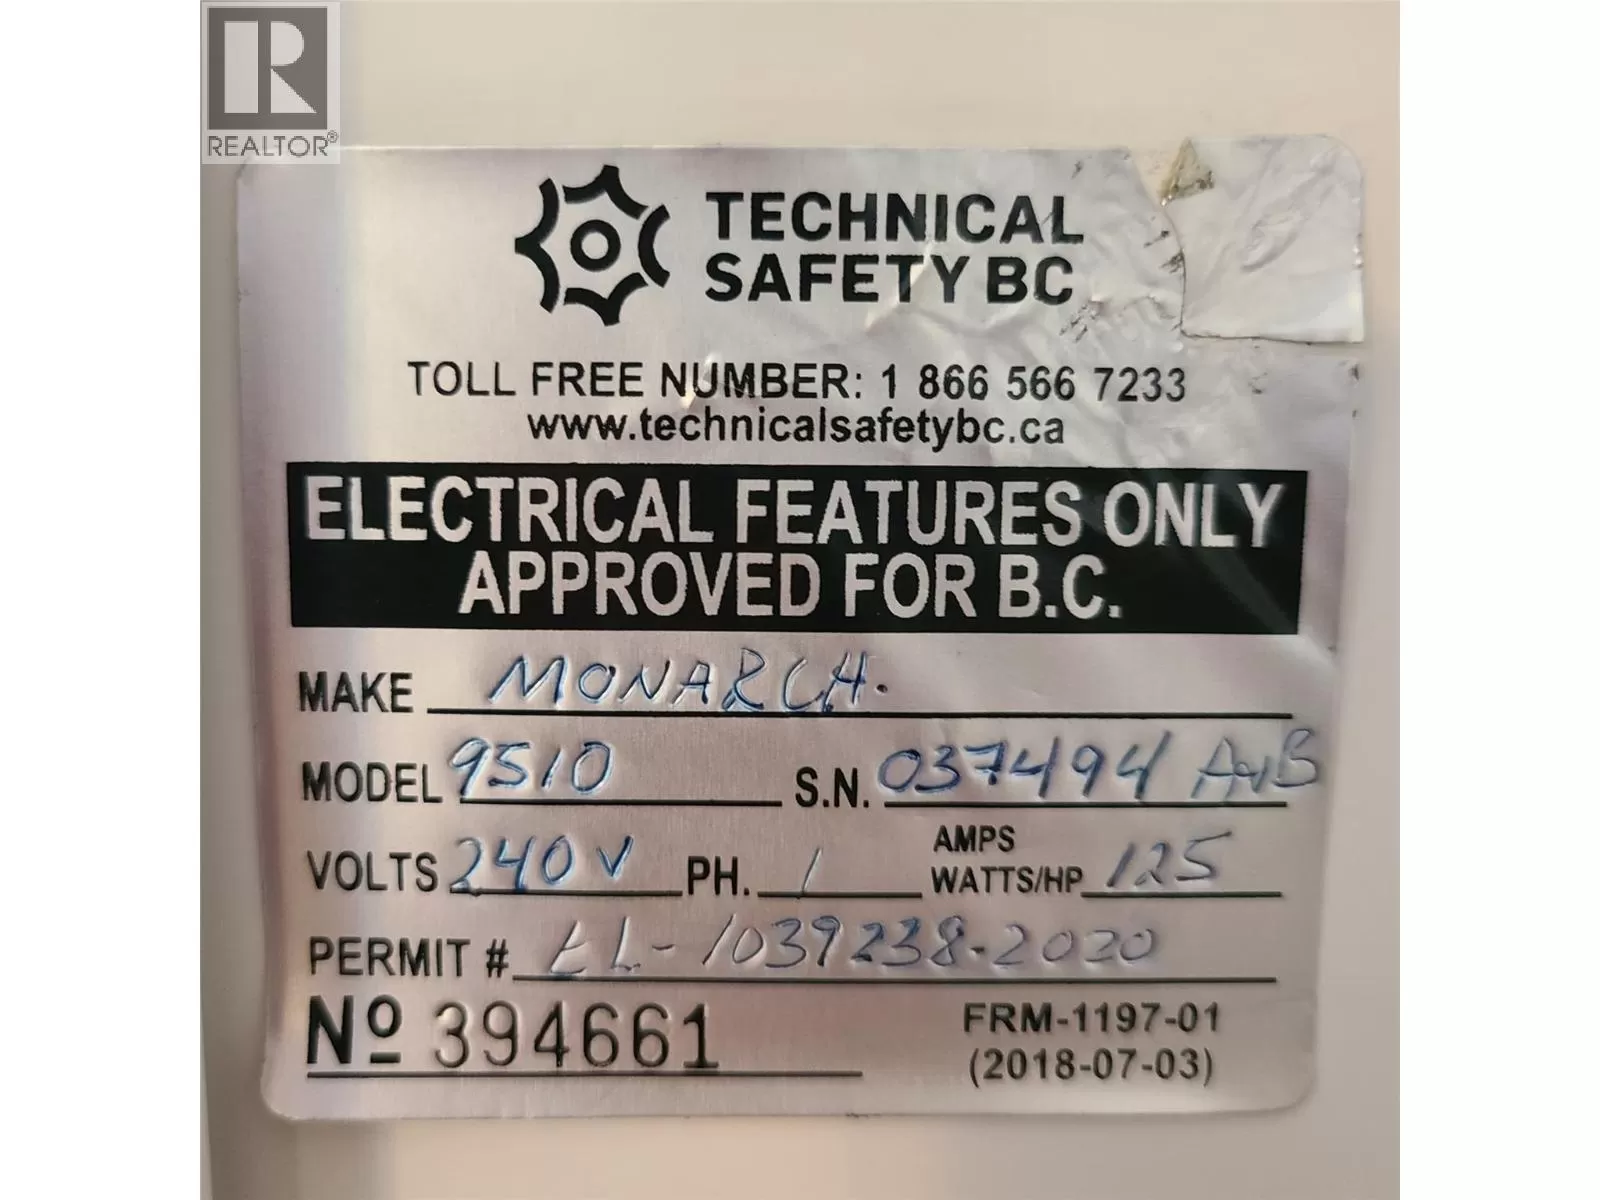 REALTOR®
TECHNICAL
SAFETY BC
TOLL FREE NUMBER: 1 866 566 7233
www.technicalsafetybc.ca
ELECTRICAL FEATURES ONLY
APPROVED FOR B.C.
MAKE MONARCH.
MODEL 9510 S.N. 037494 A+B
VOLTS 240 V PH. 1 AMPS WATTS/HP 125
PERMIT # EL-1039238-2020
Nº 394661
FRM-1197-01
(2018-07-03)